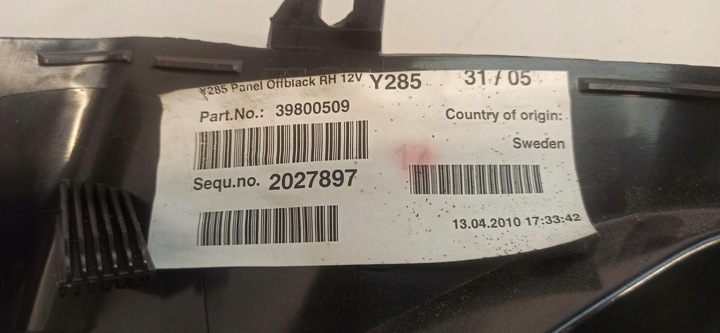 Y285 Panel Offblack RH 12V Y285 31 / 05
Part.No.: 39800509
Country of origin:
Sweden
Sequ.no. 2027897
13.04.2010 17:33:42